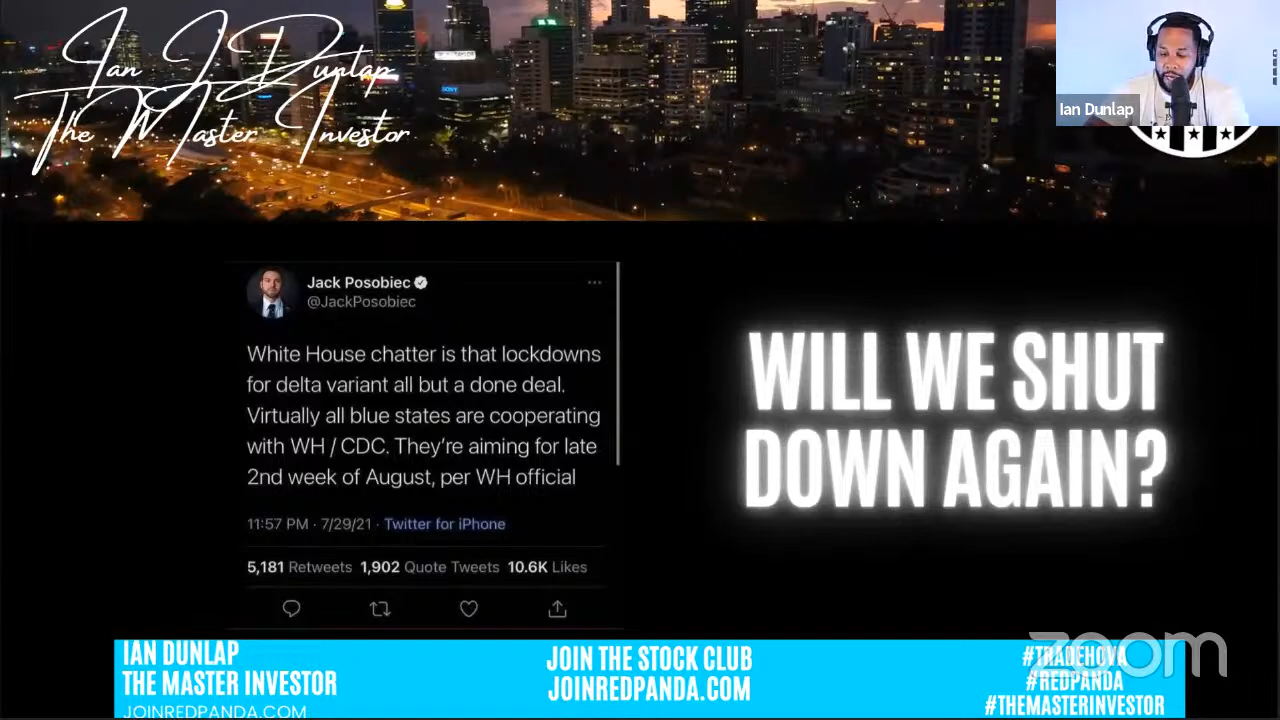 Ian J Dunlap
The Master Investor
SONY
Ian Dunlap
Jack Posobiec
@JackPosobiec
White House chatter is that lockdowns
for delta variant all but a done deal.
Virtually all blue states are cooperating
with WH / CDC. They're aiming for late
2nd week of August, per WH official
11:57 PM · 7/29/21 · Twitter for iPhone
5,181 Retweets 1,902 Quote Tweets 10.6K Likes
WILL WE SHUT
DOWN AGAIN?
IAN DUNLAP
THE MASTER INVESTOR
JOINREDPANDA.COM
JOIN THE STOCK CLUB
JOINREDPANDA.COM
#TRADEHOVA
#REDPANDA
#THEMASTERINVESTOR
zoom